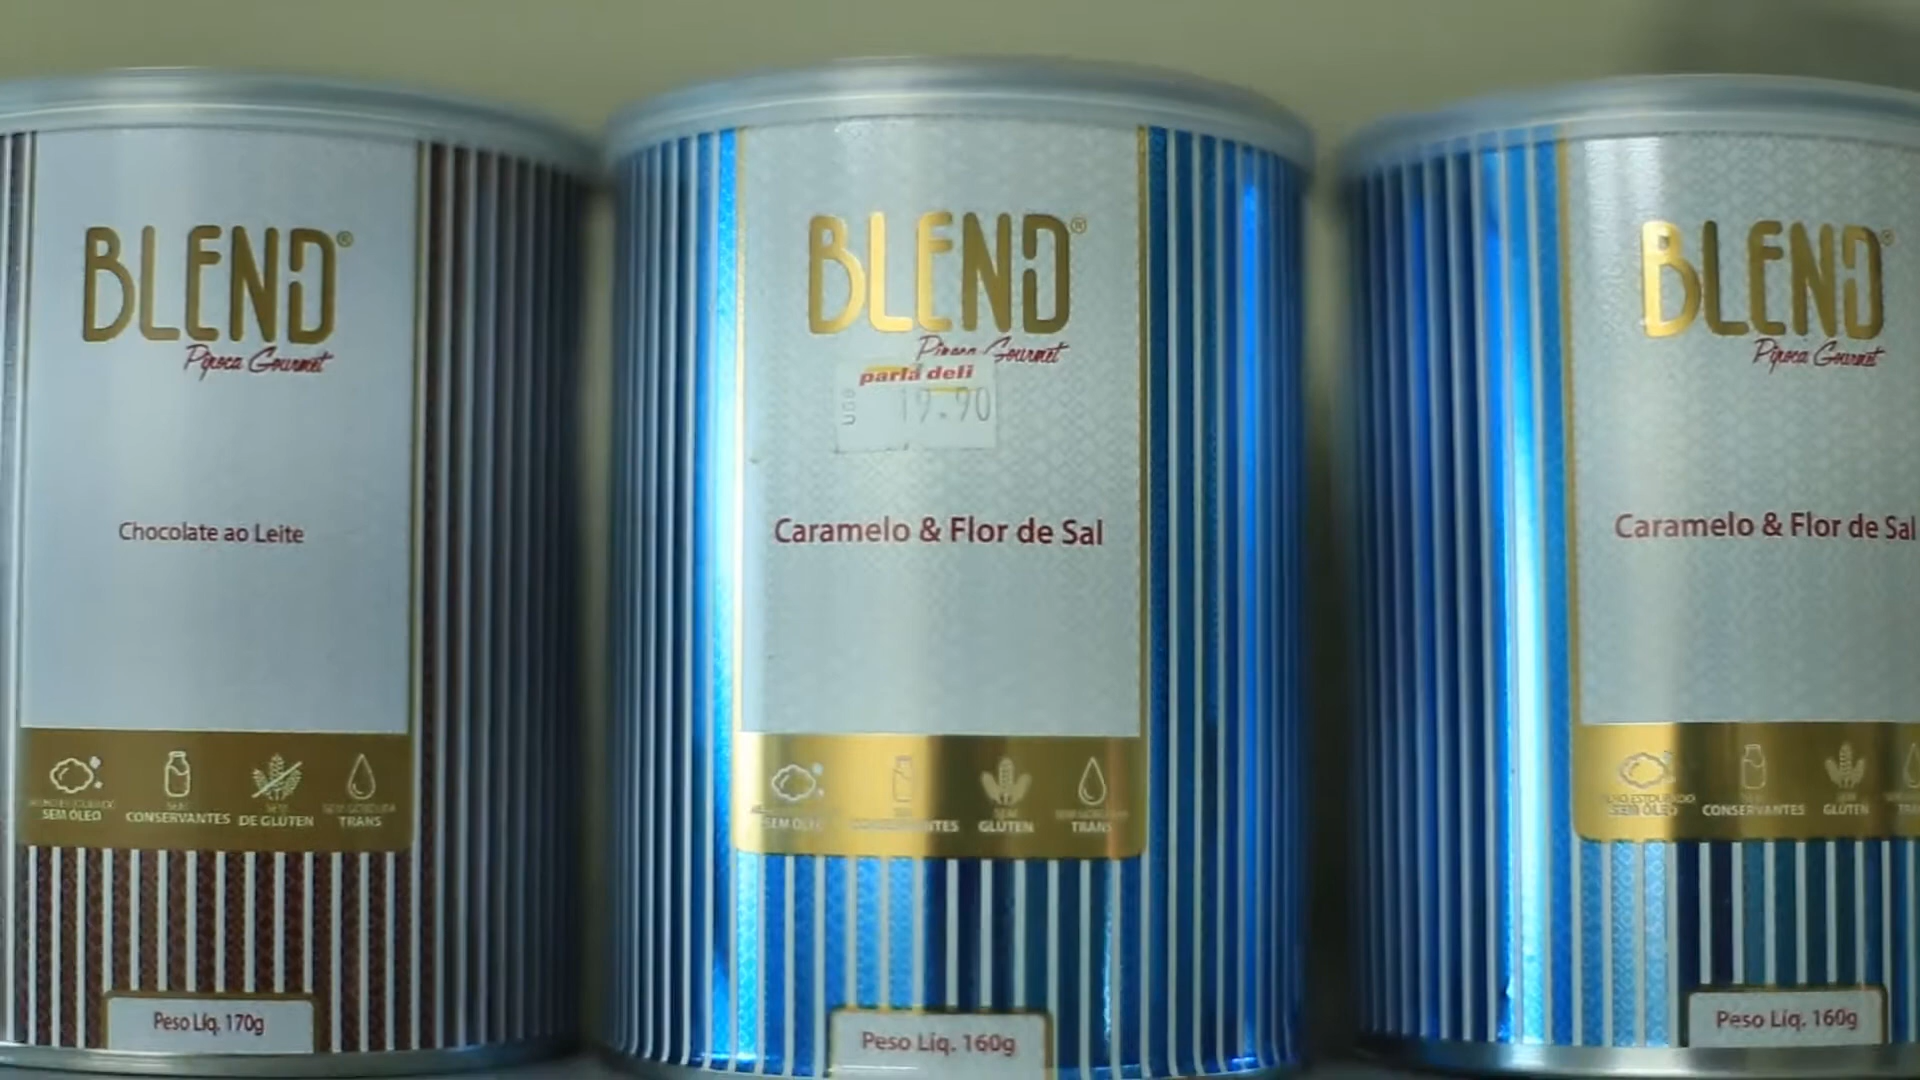 BLEND®
Pipoca Gourmet
Chocolate ao Leite
SEM ÓLEO
CONSERVANTES
SEM
DE GLÚTEN
TRANS
Peso Líq. 170g
BLEND®
Pipoca Gourmet
parla deli
19.90
Caramelo & Flor de Sal
SEM ÓLEO
CONSERVANTES
SEM
GLÚTEN
TRANS
Peso Líq. 160g
BLEND®
Pipoca Gourmet
Caramelo & Flor de Sal
SEM ÓLEO
CONSERVANTES
GLÚTEN
Peso Líq. 160g